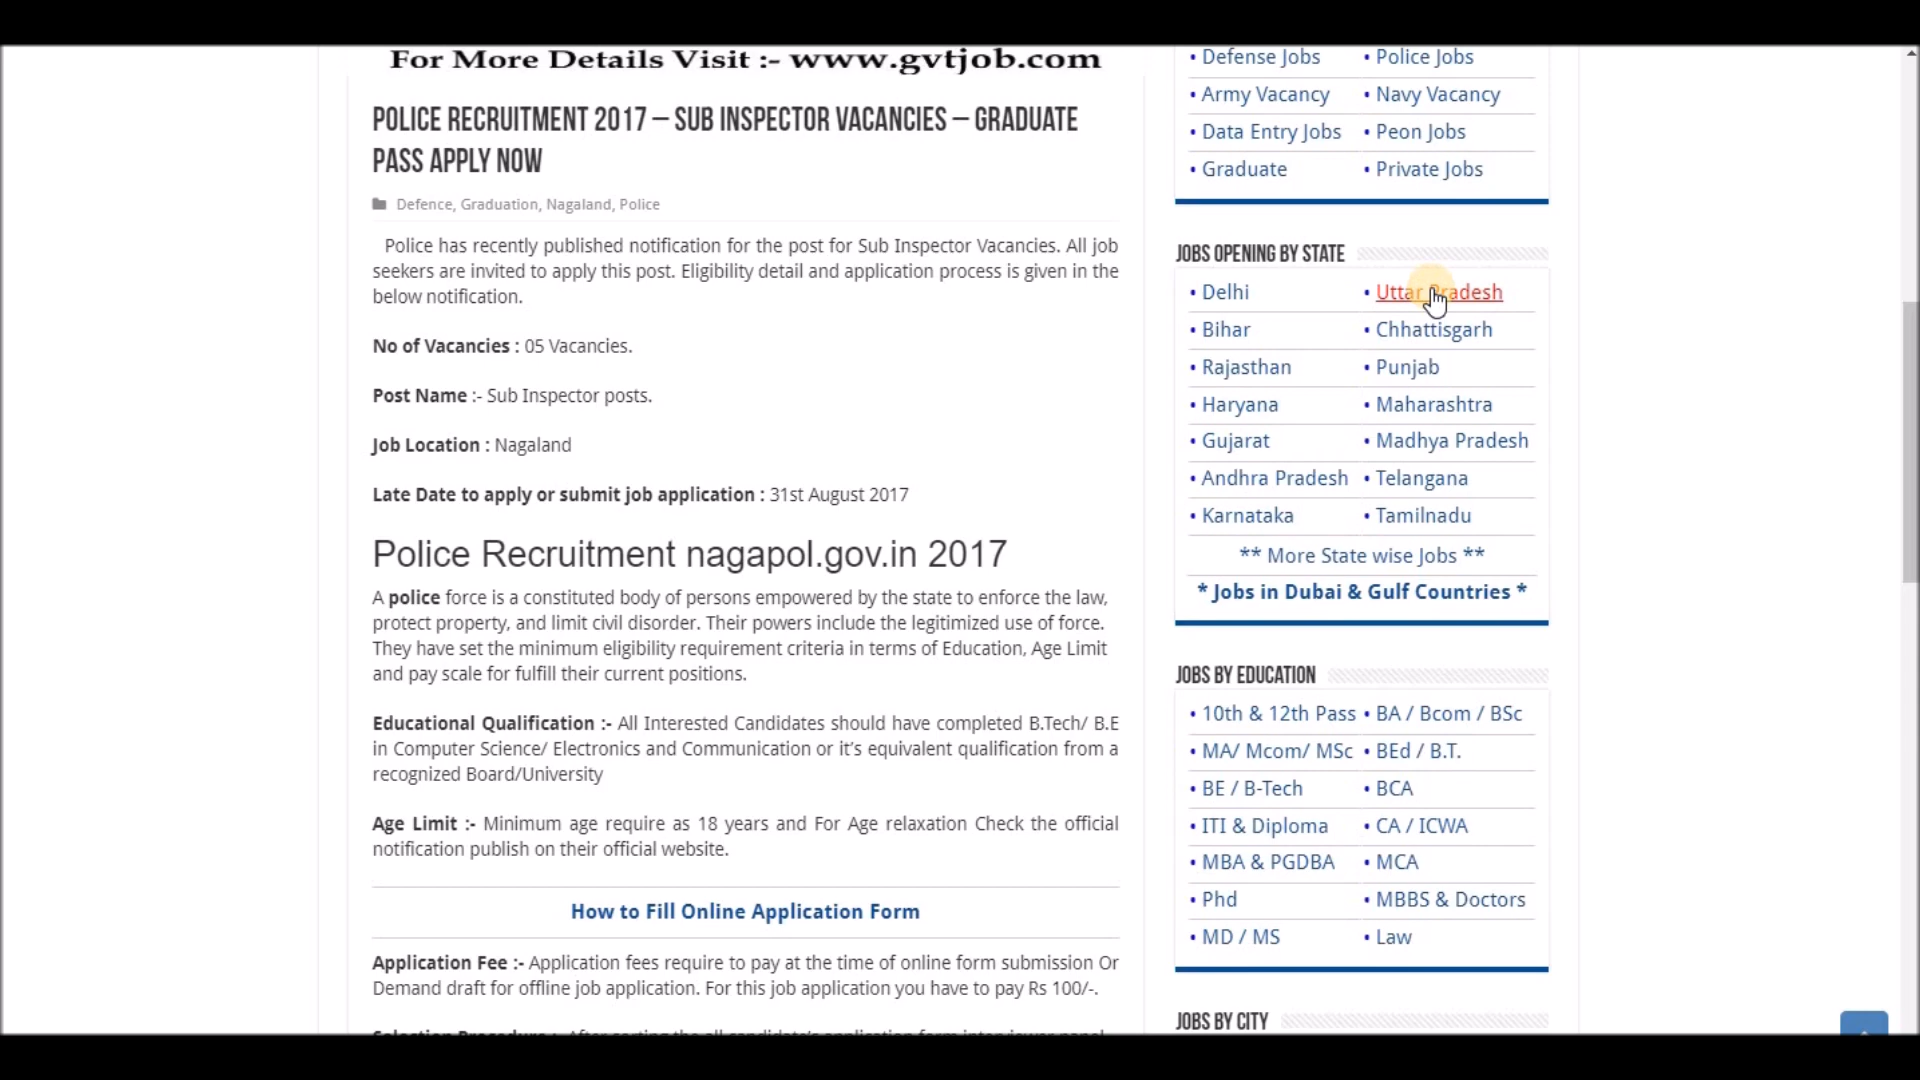 For More Details Visit :- www.gvtjob.com
POLICE RECRUITMENT 2017 – SUB INSPECTOR VACANCIES – GRADUATE
PASS APPLY NOW
Defence, Graduation, Nagaland, Police
Police has recently published notification for the post for Sub Inspector Vacancies. All job
seekers are invited to apply this post. Eligibility detail and application process is given in the
below notification.
No of Vacancies : 05 Vacancies.
Post Name :- Sub Inspector posts.
Job Location : Nagaland
Late Date to apply or submit job application : 31st August 2017
Police Recruitment nagapol.gov.in 2017
A police force is a constituted body of persons empowered by the state to enforce the law,
protect property, and limit civil disorder. Their powers include the legitimized use of force.
They have set the minimum eligibility requirement criteria in terms of Education, Age Limit
and pay scale for fulfill their current positions.
Educational Qualification :- All Interested Candidates should have completed B.Tech/ B.E
in Computer Science/ Electronics and Communication or it's equivalent qualification from a
recognized Board/University
Age Limit :- Minimum age require as 18 years and For Age relaxation Check the official
notification publish on their official website.
How to Fill Online Application Form
Application Fee :- Application fees require to pay at the time of online form submission Or
Demand draft for offline job application. For this job application you have to pay Rs 100/-.
Selection Procedure :- After sorting the all candidate's application form interviewer panel
• Defense Jobs • Police Jobs
• Army Vacancy • Navy Vacancy
• Data Entry Jobs • Peon Jobs
• Graduate • Private Jobs
JOBS OPENING BY STATE
• Delhi • Uttar Pradesh
• Bihar • Chhattisgarh
• Rajasthan • Punjab
• Haryana • Maharashtra
• Gujarat • Madhya Pradesh
• Andhra Pradesh • Telangana
• Karnataka • Tamilnadu
** More State wise Jobs **
* Jobs in Dubai & Gulf Countries *
JOBS BY EDUCATION
• 10th & 12th Pass • BA / Bcom / BSc
• MA/ Mcom/ MSc • BEd / B.T.
• BE / B-Tech • BCA
• ITI & Diploma • CA / ICWA
• MBA & PGDBA • MCA
• Phd • MBBS & Doctors
• MD / MS • Law
JOBS BY CITY